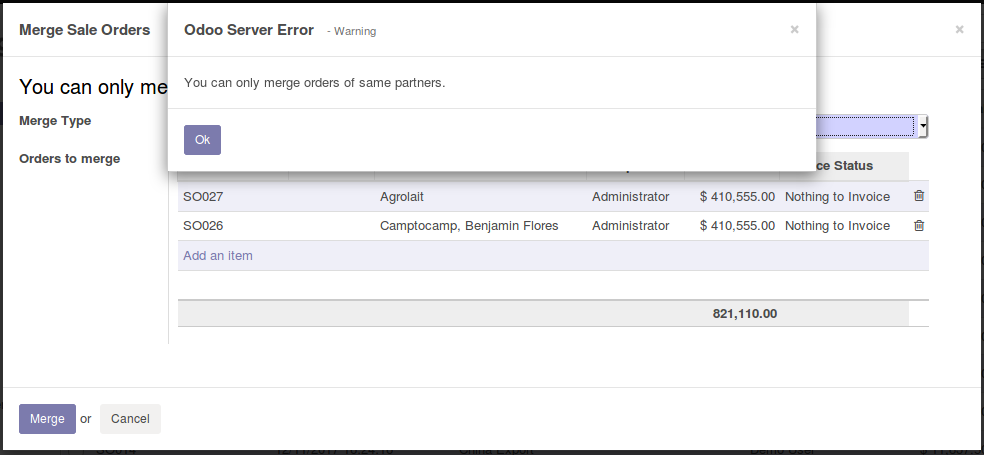 Merge Sale Orders
Odoo Server Error - Warning
×
×
You can only merge orders of same partners.
You can only me
Merge Type
Ok
Orders to merge
ce Status
SO027 Agrolait Administrator $ 410,555.00 Nothing to Invoice
SO026 Camptocamp, Benjamin Flores Administrator $ 410,555.00 Nothing to Invoice
Add an item
821,110.00
Merge or Cancel